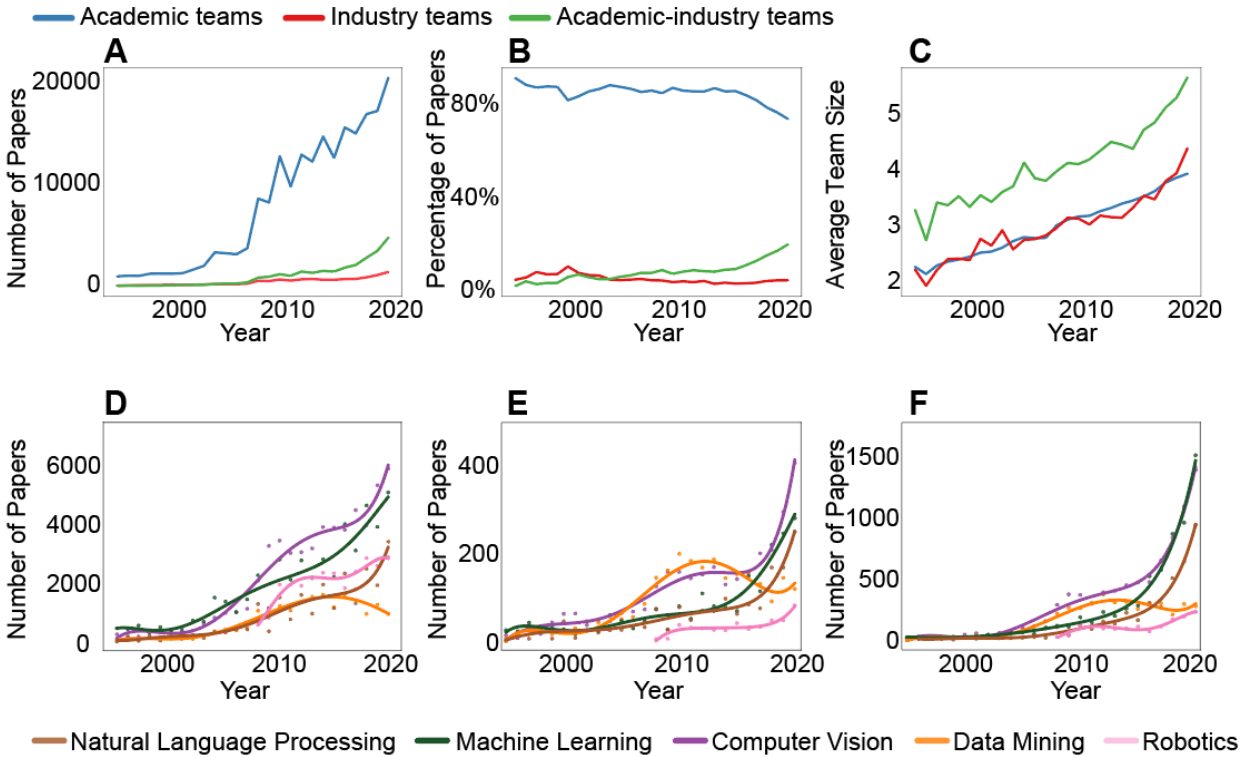 Academic teams Industry teams Academic-industry teams
A
Number of Papers
20000
10000
0
2000 2010 2020
Year
B
Percentage of Papers
80%
40%
0%
2000 2010 2020
Year
C
Average Team Size
5
4
3
2
2000 2010 2020
Year
D
Number of Papers
6000
4000
2000
0
2000 2010 2020
Year
E
Number of Papers
400
200
0
2000 2010 2020
Year
F
Number of Papers
1500
1000
500
0
2000 2010 2020
Year
Natural Language Processing Machine Learning Computer Vision Data Mining Robotics